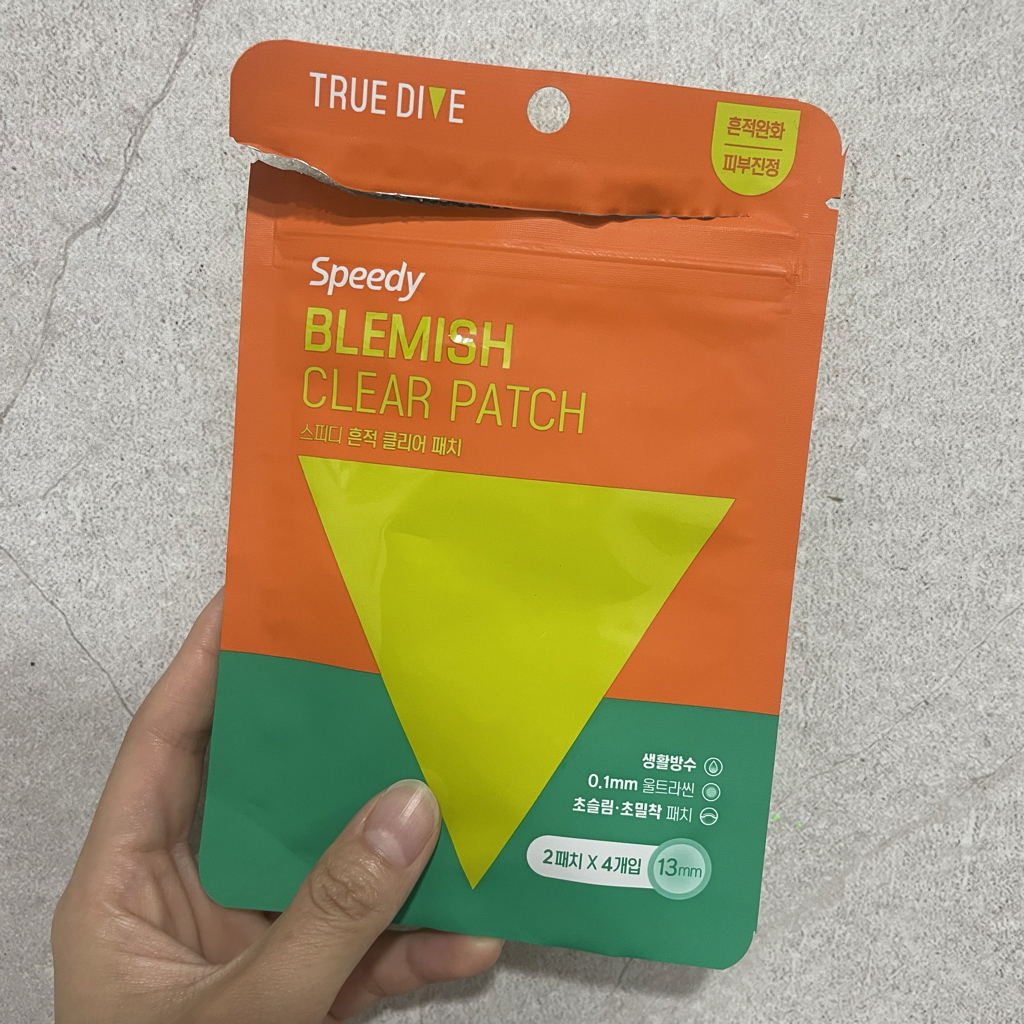 TRUE DIVE
흔적완화
피부진정
Speedy
BLEMISH
CLEAR PATCH
스피디 흔적 클리어 패치
생활방수
0.1mm 울트라씬
초슬림·초밀착 패치
2패치 X 4개입 13mm